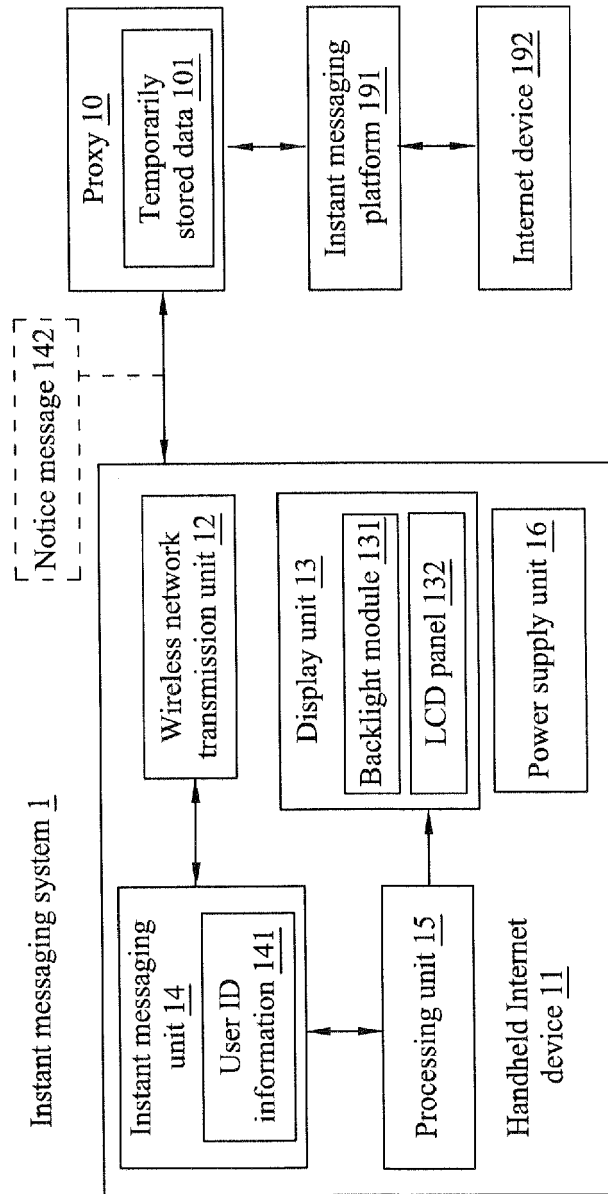 Instant messaging system 1
Notice message 142
Instant messaging
unit 14
User ID
information 141
Wireless network
transmission unit 12
Processing unit 15
Display unit 13
Backlight module 131
LCD panel 132
Power supply unit 16
Handheld Internet
device 11
Proxy 10
Temporarily
stored data 101
Instant messaging
platform 191
Internet device 192